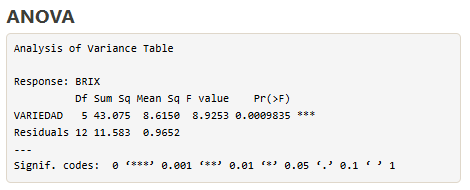 ANOVA
Analysis of Variance Table
Response: BRIX
Df Sum Sq Mean Sq F value Pr(>F)
VARIEDAD 5 43.075 8.6150 8.9253 0.0009835 ***
Residuals 12 11.583 0.9652
---
Signif. codes: 0 ‘***’ 0.001 ‘**’ 0.01 ‘*’ 0.05 ‘.’ 0.1 ‘ ’ 1